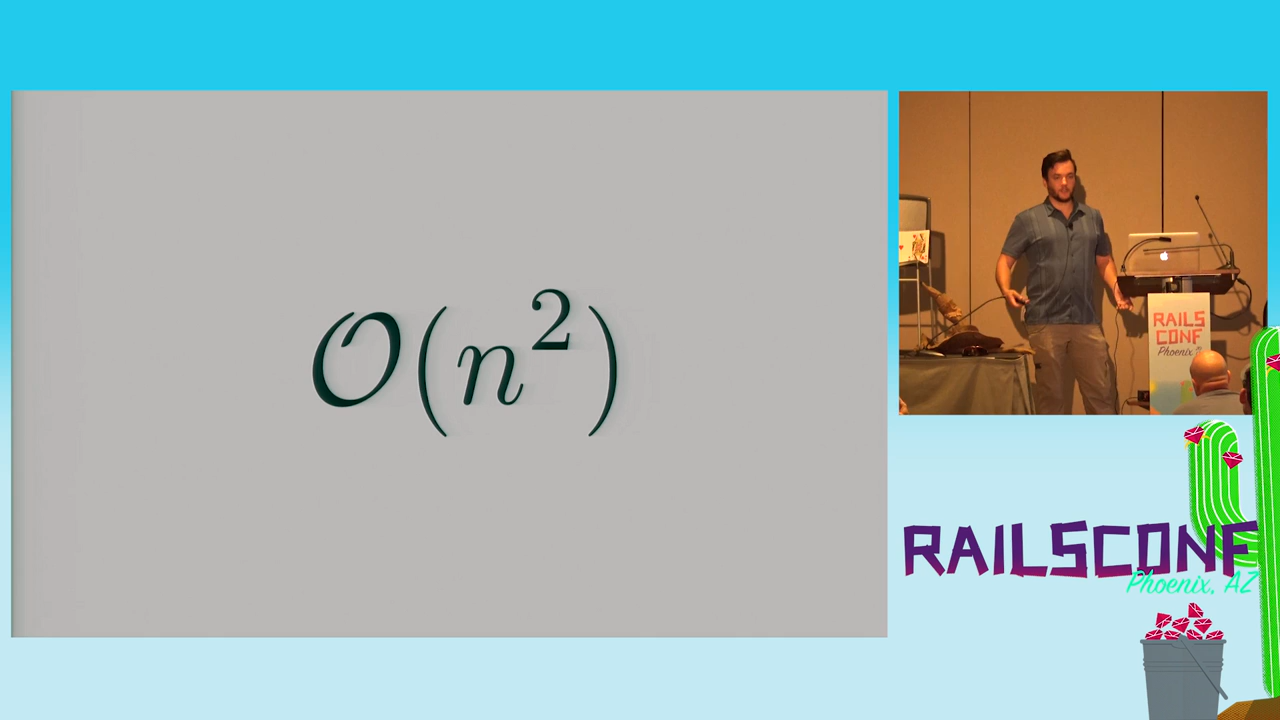 O(n²)
RAILS
CONF
Phoenix
RAILSCONF
Phoenix, AZ